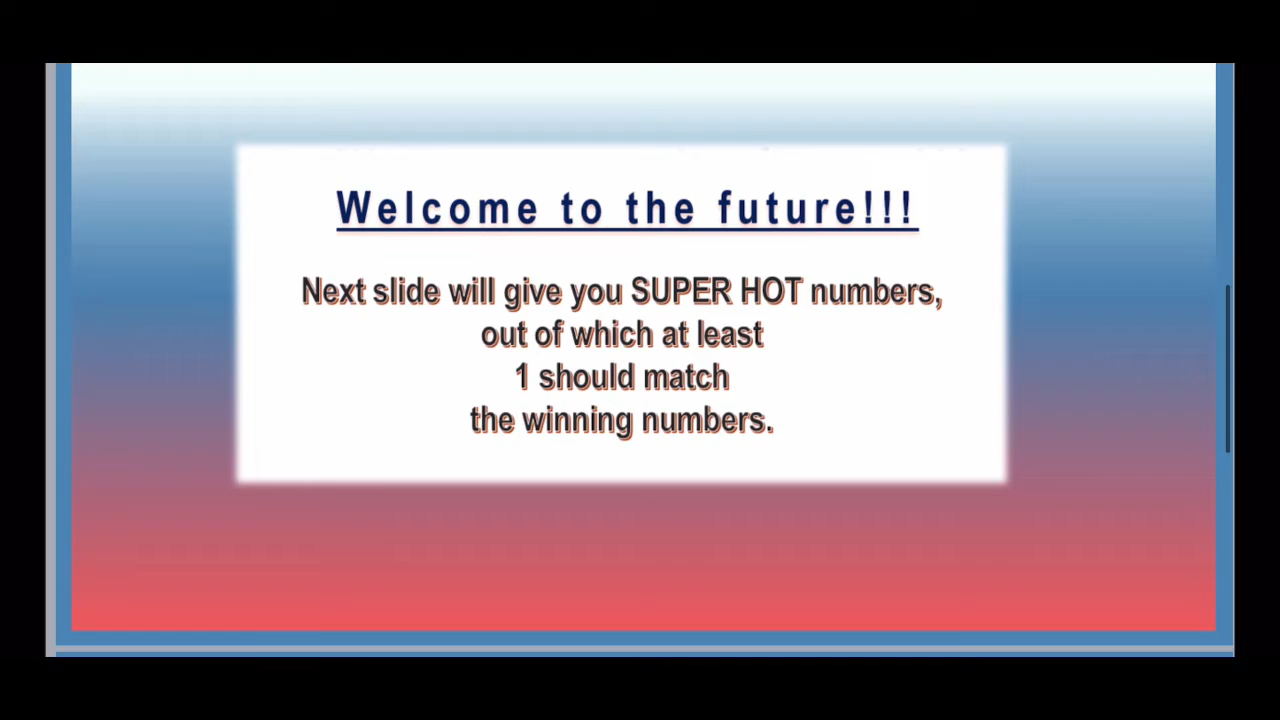 Welcome to the future!!!
Next slide will give you SUPER HOT numbers,
out of which at least
1 should match
the winning numbers.